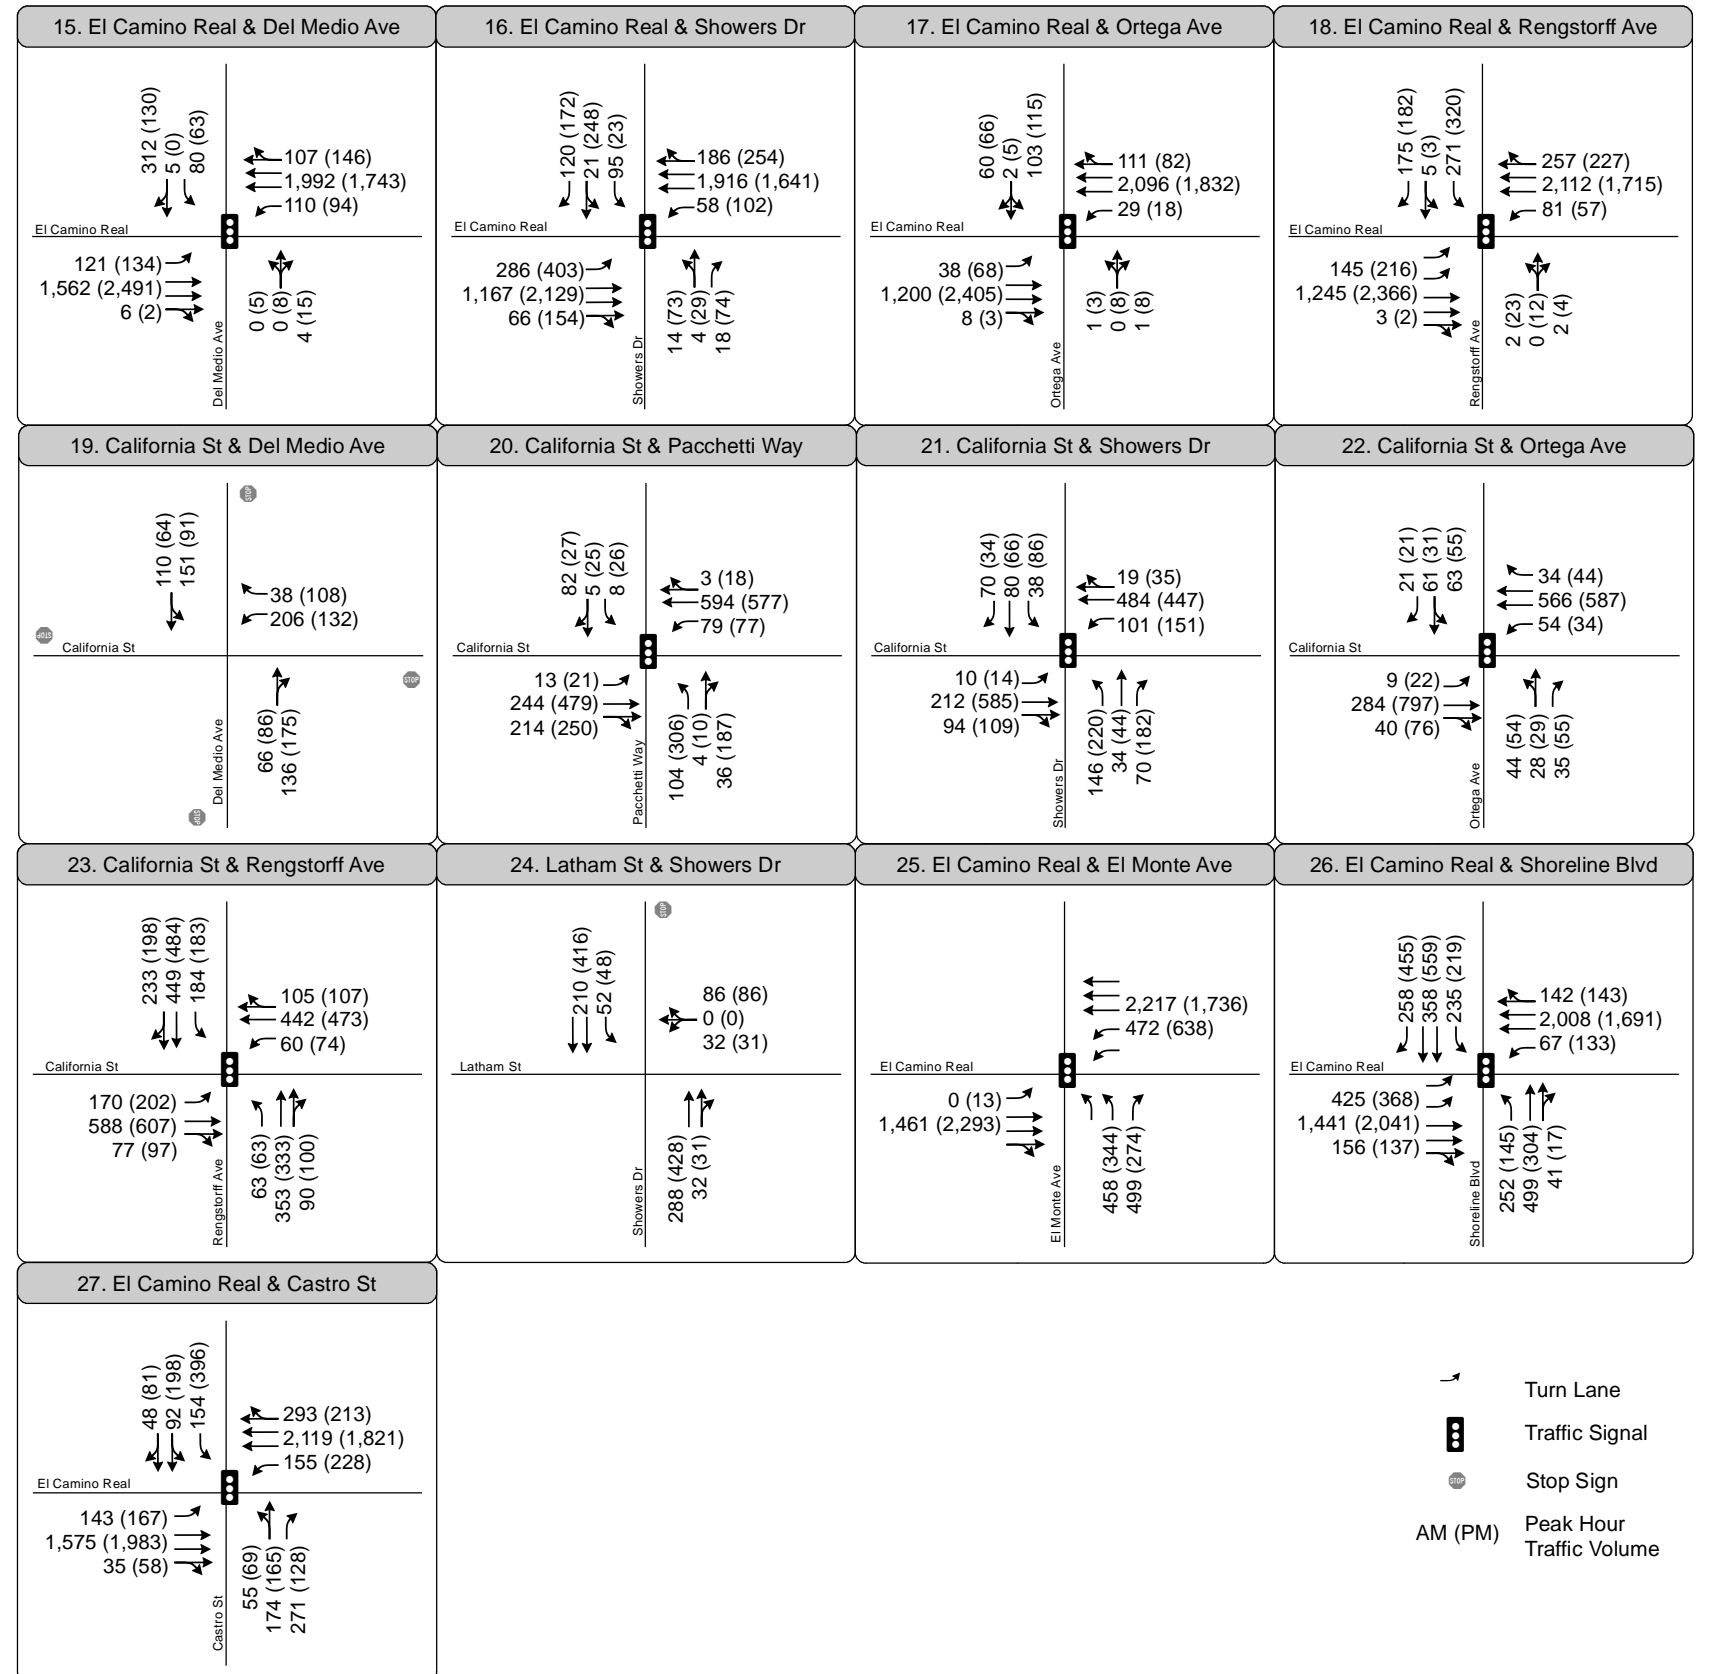 15. El Camino Real & Del Medio Ave
312 (130)
5 (0)
80 (63)
107 (146)
1,992 (1,743)
110 (94)
El Camino Real
121 (134)
1,562 (2,491)
6 (2)
Del Medio Ave
0 (5)
0 (8)
4 (15)
16. El Camino Real & Showers Dr
120 (172)
21 (248)
95 (23)
186 (254)
1,916 (1,641)
58 (102)
El Camino Real
286 (403)
1,167 (2,129)
66 (154)
Showers Dr
14 (73)
4 (29)
18 (74)
17. El Camino Real & Ortega Ave
60 (66)
2 (5)
103 (115)
111 (82)
2,096 (1,832)
29 (18)
El Camino Real
38 (68)
1,200 (2,405)
8 (3)
Ortega Ave
1 (3)
0 (8)
1 (8)
18. El Camino Real & Rengstorff Ave
175 (182)
5 (3)
271 (320)
257 (227)
2,112 (1,715)
81 (57)
El Camino Real
145 (216)
1,245 (2,366)
3 (2)
Rengstorff Ave
2 (23)
0 (12)
2 (4)
19. California St & Del Medio Ave
STOP
110 (64)
151 (91)
38 (108)
206 (132)
STOP
California St
STOP
Del Medio Ave
66 (86)
136 (175)
STOP
20. California St & Pacchetti Way
82 (27)
5 (25)
8 (26)
3 (18)
594 (577)
79 (77)
California St
13 (21)
244 (479)
214 (250)
Pacchetti Way
104 (306)
4 (10)
36 (187)
21. California St & Showers Dr
70 (34)
80 (66)
38 (86)
19 (35)
484 (447)
101 (151)
California St
10 (14)
212 (585)
94 (109)
Showers Dr
146 (220)
34 (44)
70 (182)
22. California St & Ortega Ave
21 (21)
61 (31)
63 (55)
34 (44)
566 (587)
54 (34)
California St
9 (22)
284 (797)
40 (76)
Ortega Ave
44 (54)
28 (29)
35 (55)
23. California St & Rengstorff Ave
233 (198)
449 (484)
184 (183)
105 (107)
442 (473)
60 (74)
California St
170 (202)
588 (607)
77 (97)
Rengstorff Ave
63 (63)
353 (333)
90 (100)
24. Latham St & Showers Dr
STOP
210 (416)
52 (48)
86 (86)
0 (0)
32 (31)
Latham St
Showers Dr
288 (428)
32 (31)
25. El Camino Real & El Monte Ave
2,217 (1,736)
472 (638)
El Camino Real
0 (13)
1,461 (2,293)
El Monte Ave
458 (344)
499 (274)
26. El Camino Real & Shoreline Blvd
258 (455)
358 (559)
235 (219)
142 (143)
2,008 (1,691)
67 (133)
El Camino Real
425 (368)
1,441 (2,041)
156 (137)
Shoreline Blvd
252 (145)
499 (304)
41 (17)
27. El Camino Real & Castro St
48 (81)
92 (198)
154 (396)
293 (213)
2,119 (1,821)
155 (228)
El Camino Real
143 (167)
1,575 (1,983)
35 (58)
Castro St
55 (69)
174 (165)
271 (128)
Turn Lane
Traffic Signal
STOP Stop Sign
AM (PM) Peak Hour
Traffic Volume